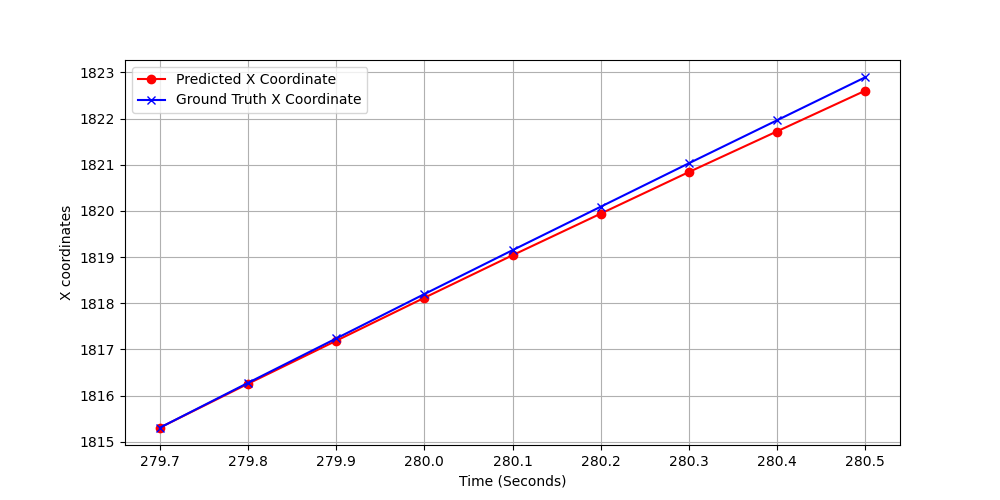 Predicted X Coordinate
Ground Truth X Coordinate
1823
1822
1821
1820
1819
1818
1817
1816
1815
X coordinates
279.7 279.8 279.9 280.0 280.1 280.2 280.3 280.4 280.5
Time (Seconds)